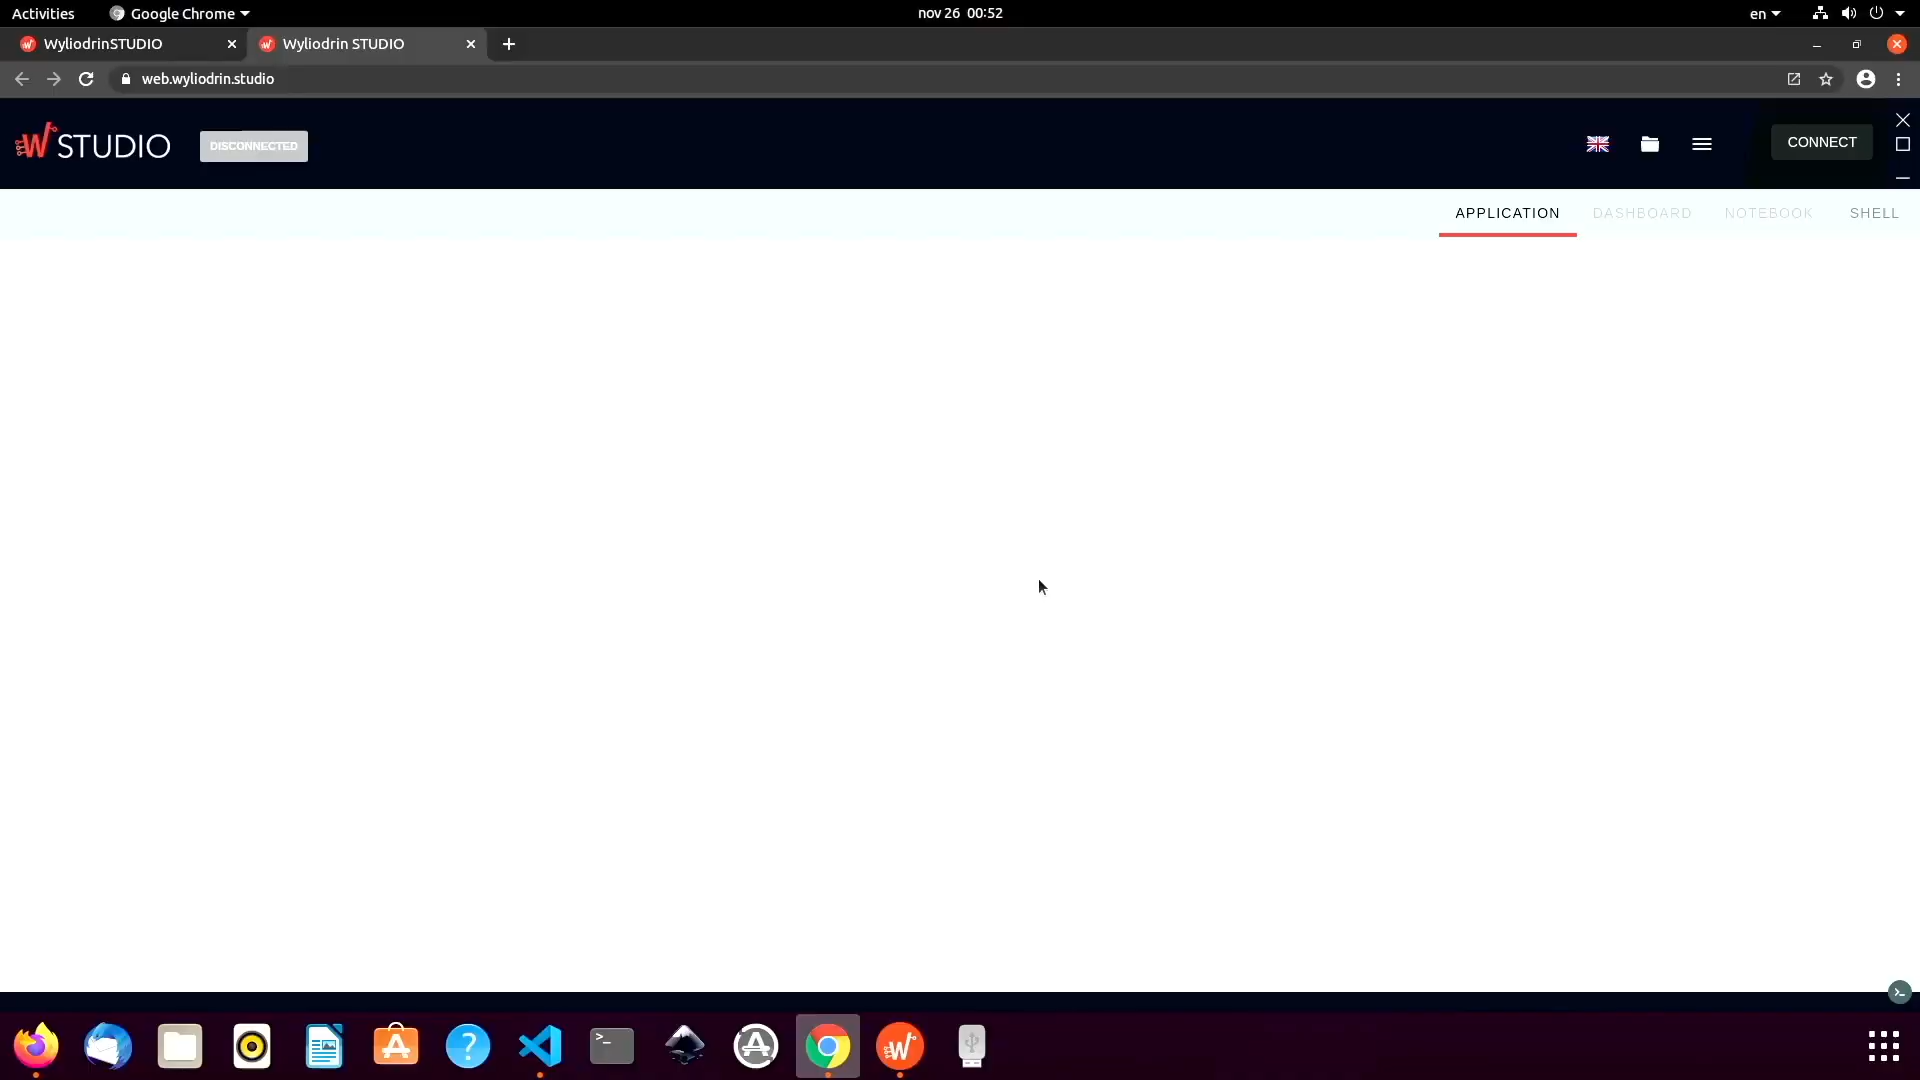 Activities
Google Chrome
nov 26 00:52
en
WyliodrinSTUDIO
Wyliodrin STUDIO
web.wyliodrin.studio
W STUDIO
DISCONNECTED
CONNECT
APPLICATION
DASHBOARD
NOTEBOOK
SHELL